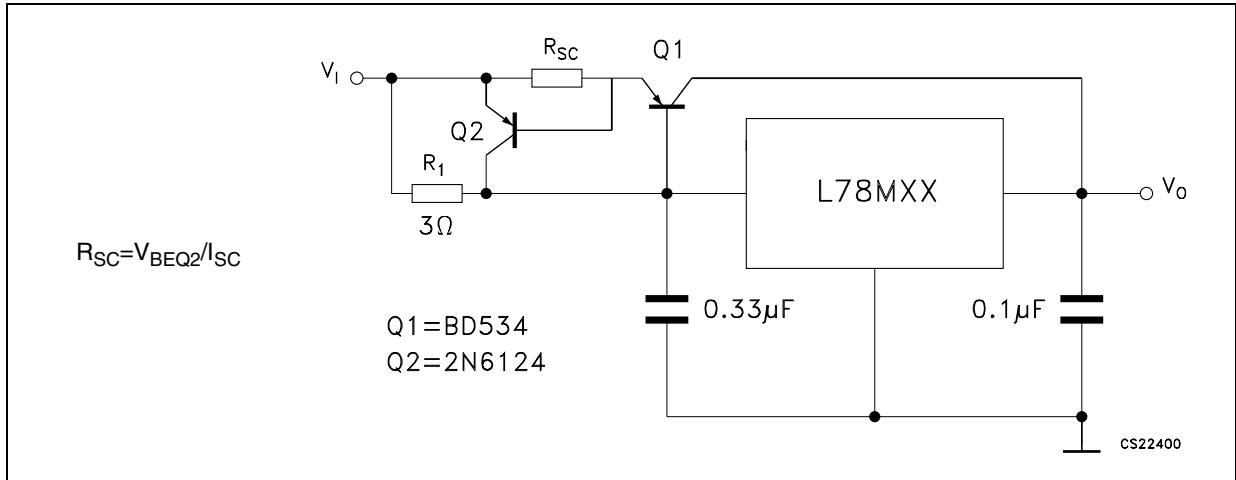 R_SC
Q1
V_I
Q2
R_1
3Ω
L78MXX
V_O
R_SC=V_BEQ2/I_SC
0.33µF
0.1µF
Q1=BD534
Q2=2N6124
CS22400